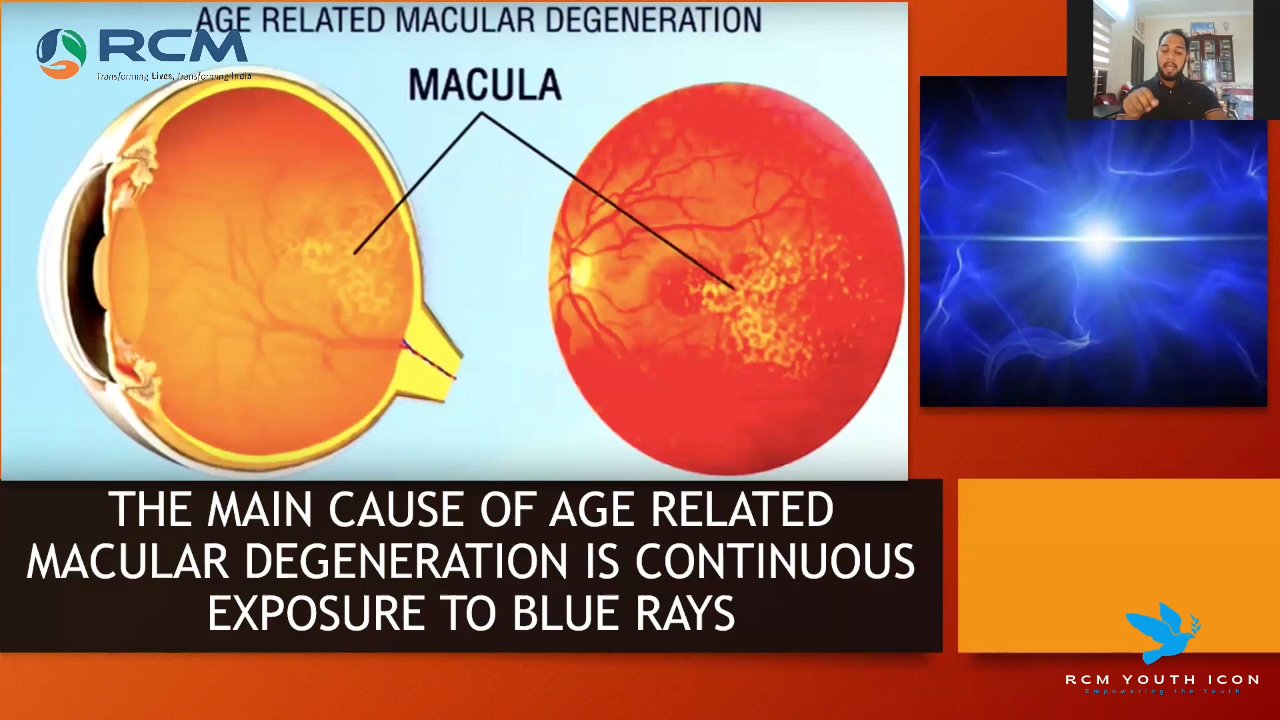 AGE RELATED MACULAR DEGENERATION
RCM
Transforming Lives, Transforming India
MACULA
THE MAIN CAUSE OF AGE RELATED
MACULAR DEGENERATION IS CONTINUOUS
EXPOSURE TO BLUE RAYS
RCM YOUTH ICON
Empowering the Youth